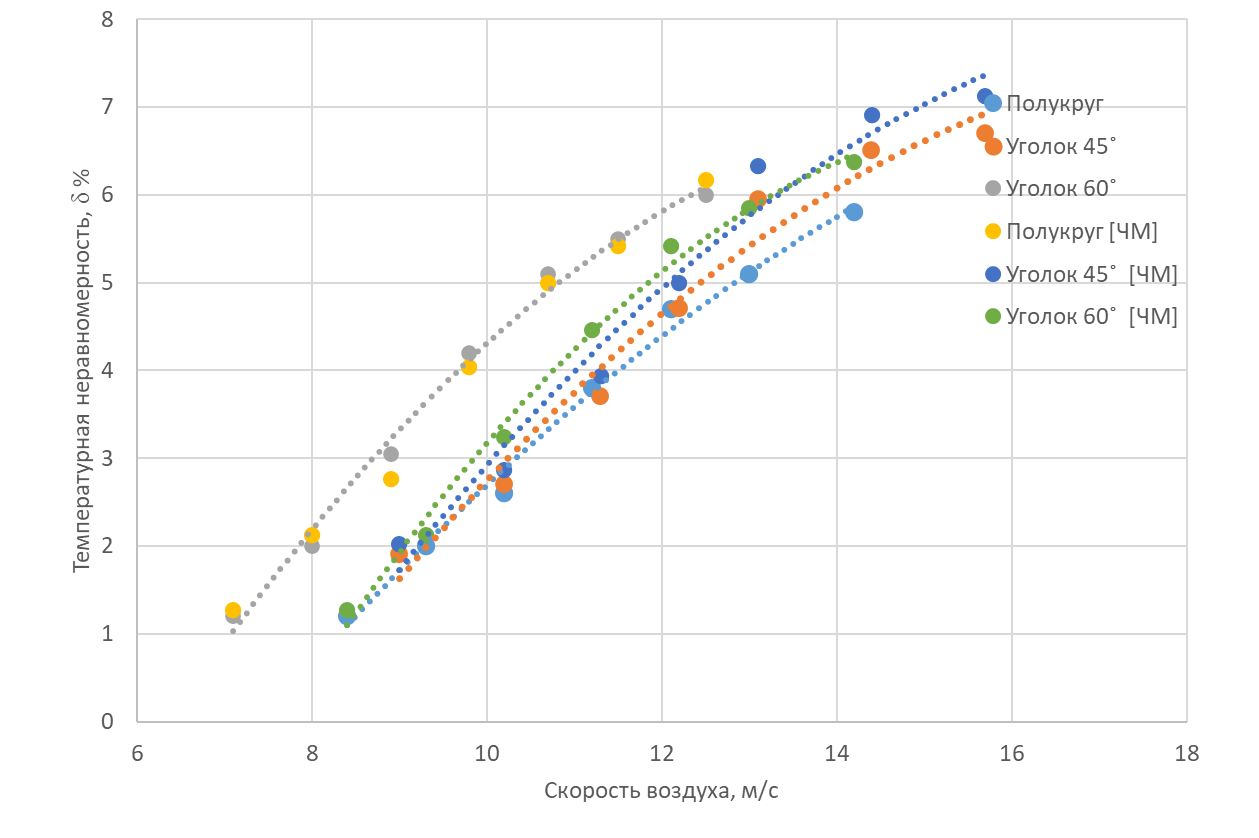 8
7
6
5
4
3
2
1
0
Температурная неравномерность, δ %
Полукруг
Уголок 45˚
Уголок 60˚
Полукруг [ЧМ]
Уголок 45˚ [ЧМ]
Уголок 60˚ [ЧМ]
6 8 10 12 14 16 18
Скорость воздуха, м/с